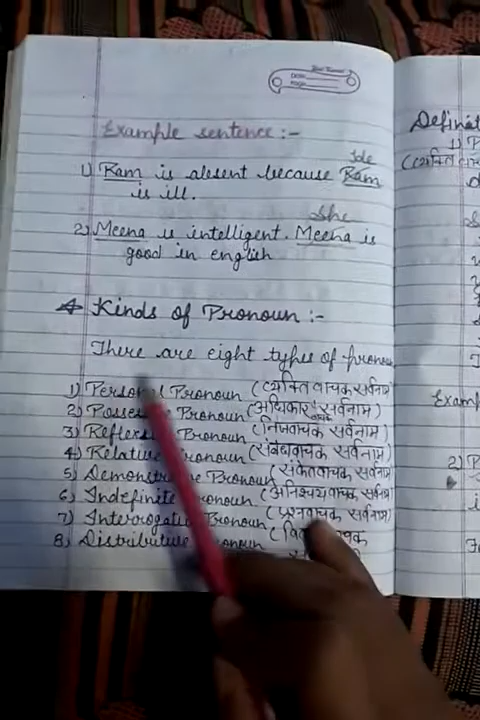 Example sentence :-
He
1) Ram is absent because Ram
is ill.
She
2) Meena is intelligent. Meena is
good in english
Kinds of Pronoun :-
There are eight types of pronoun
1) Personal Pronoun (व्यक्तिवाचक सर्वनाम
2) Possessive Pronoun (अधिकार वाचक सर्वनाम)
3) Reflexive Pronoun (निजवाचक सर्वनाम)
4) Relative Pronoun (संबंधवाचक सर्वनाम)
5) Demonstrative Pronoun (संकेतवाचक सर्वनाम
6) Indefinite Pronoun (अनिश्चयवाचक सर्वनाम
7) Interrogative Pronoun (प्रश्नवाचक सर्वनाम)
8) Distributive Pronoun
Definit
1) P
(व्यक्ति वाच
Examp
2) P